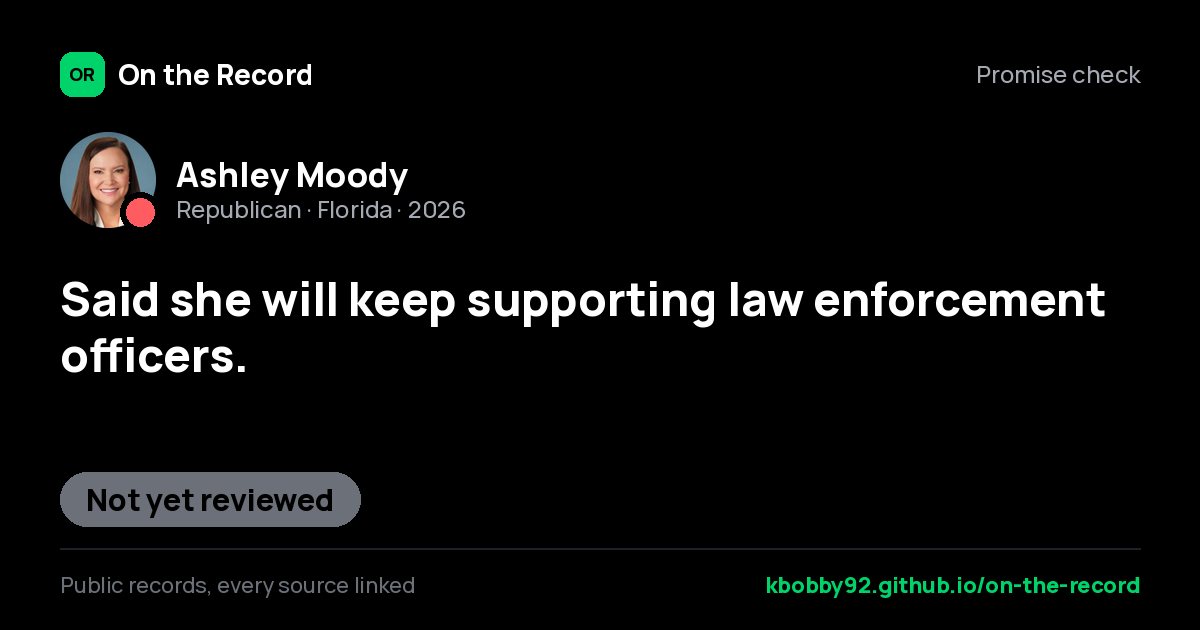 OR On the Record
Promise check
Ashley Moody
Republican · Florida · 2026
Said she will keep supporting law enforcement
officers.
Not yet reviewed
Public records, every source linked
kbobby92.github.io/on-the-record